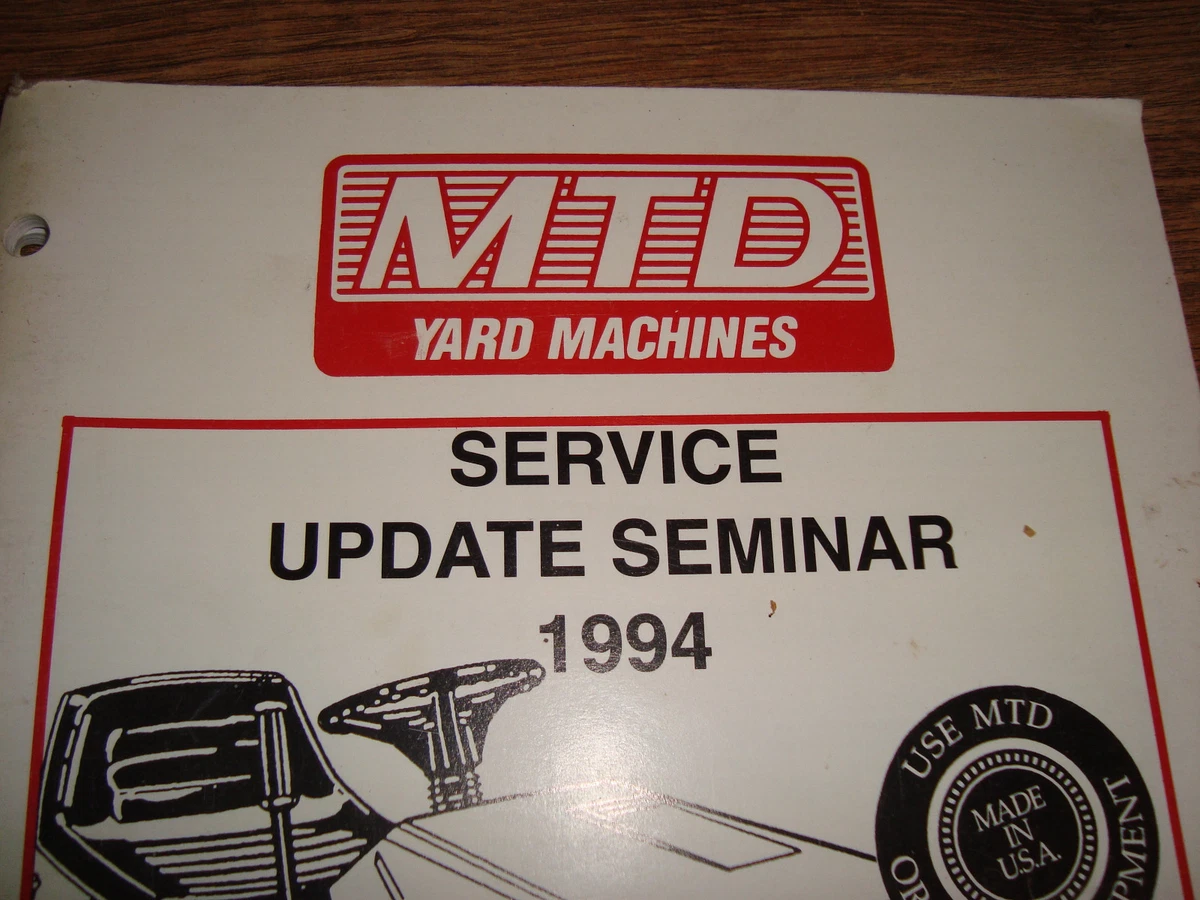 MTD
YARD MACHINES
SERVICE
UPDATE SEMINAR
1994
USE MTD
MADE
IN
U.S.A.